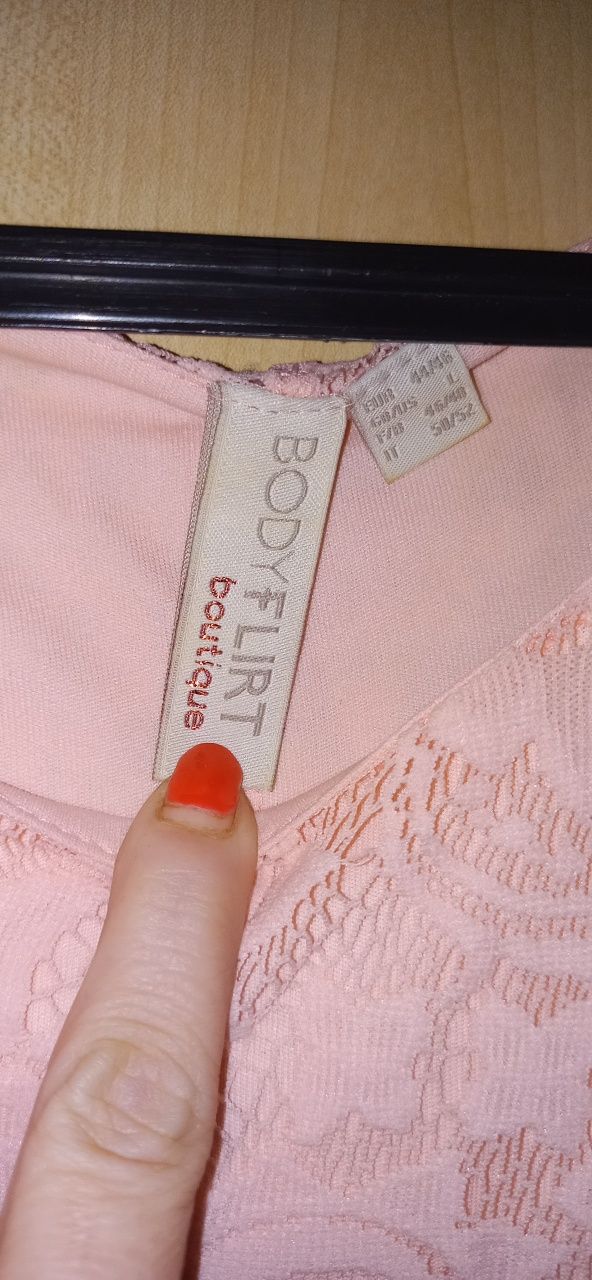 BODYFLIRT
boutique
EUR 44/46
GB/US L
F/B 46/48
IT 50/52